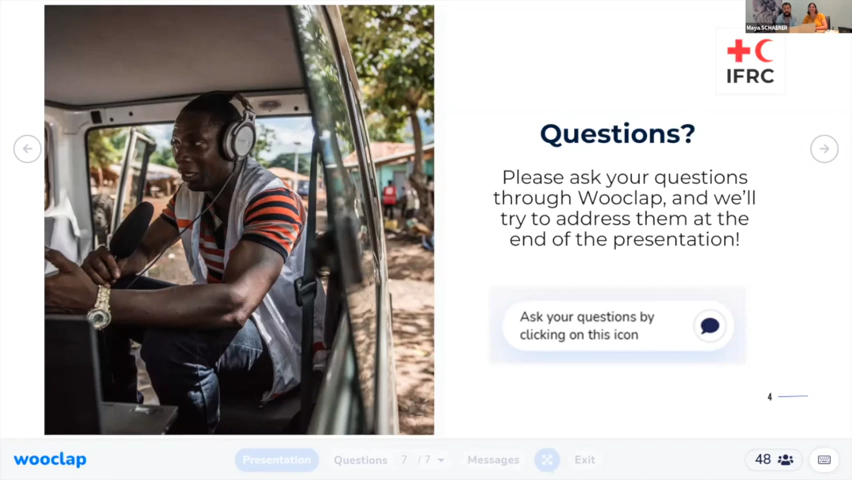 Maya SCHAERER
IFRC
Questions?
Please ask your questions
through Wooclap, and we'll
try to address them at the
end of the presentation!
Ask your questions by
clicking on this icon
4
wooclap
Presentation
Questions 7 / 7
Messages
Exit
48